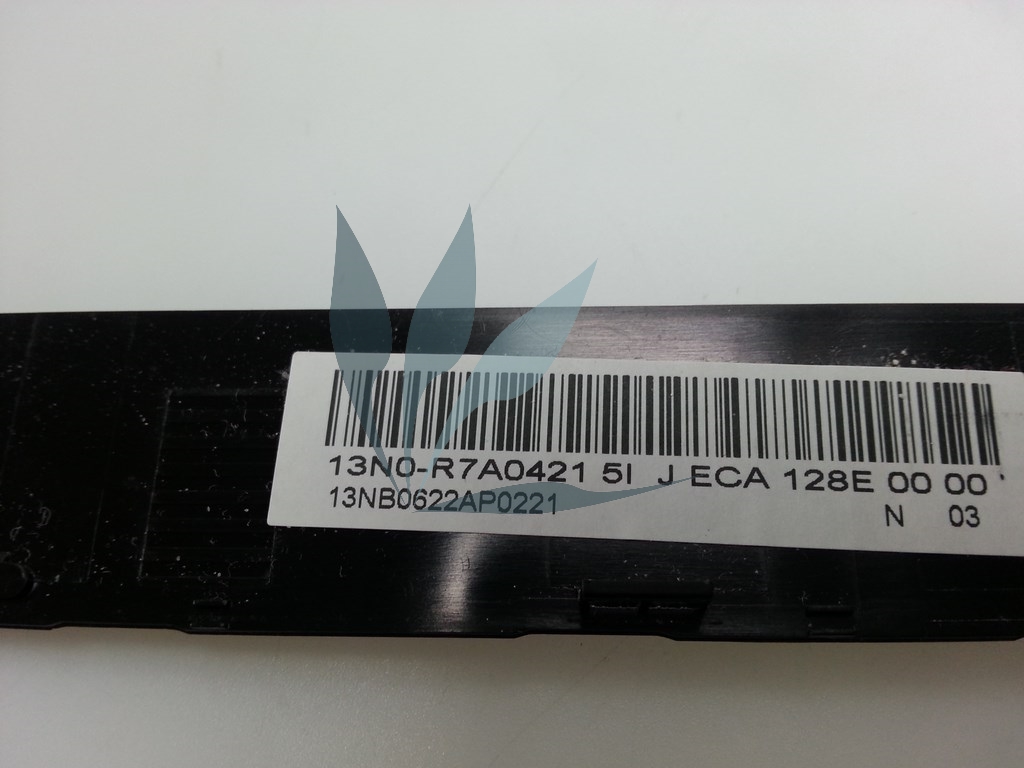 13N0-R7A0421 5I J ECA 128E 00 00
13NB0622AP0221
N 03